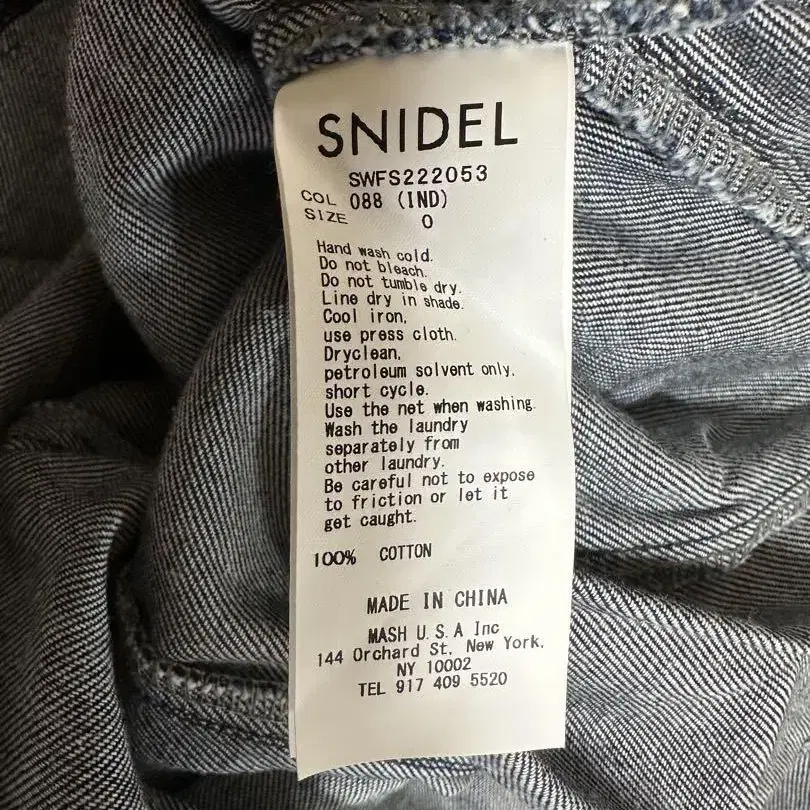 SNIDEL
SWFS222053
COL 088 (IND)
SIZE 0
Hand wash cold.
Do not bleach.
Do not tumble dry.
Line dry in shade.
Cool iron,
use press cloth.
Dryclean,
petroleum solvent only,
short cycle.
Use the net when washing.
Wash the laundry
separately from
other laundry.
Be careful not to expose
to friction or let it
get caught.
100% COTTON
MADE IN CHINA
MASH U.S.A Inc
144 Orchard St, New York,
NY 10002
TEL 917 409 5520